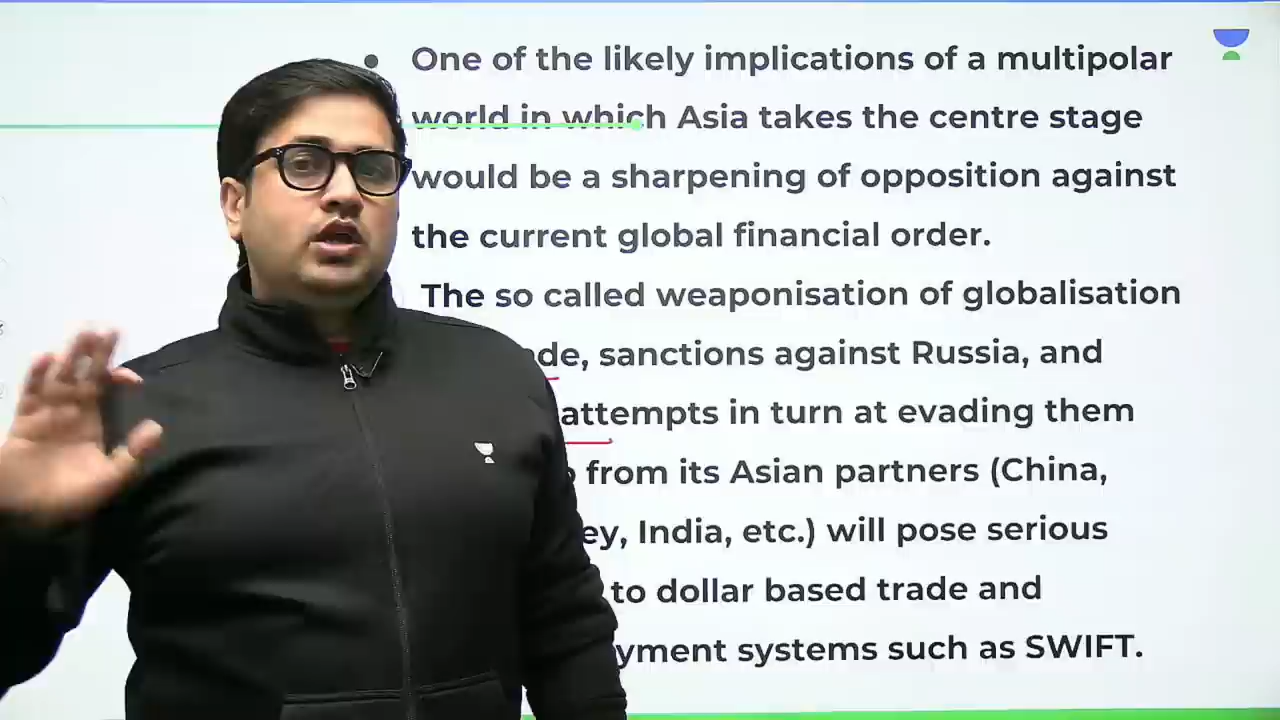 One of the likely implications of a multipolar
world in which Asia takes the centre stage
would be a sharpening of opposition against
the current global financial order.
The so called weaponisation of globalisation
sanctions against Russia, and
attempts in turn at evading them
from its Asian partners (China,
India, etc.) will pose serious
to dollar based trade and
systems such as SWIFT.